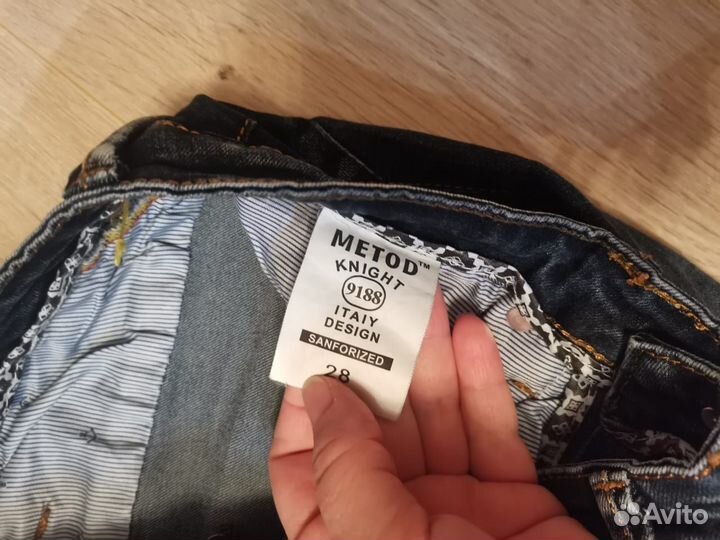 METOD™
KNIGHT
9188
ITAIY
DESIGN
SANFORIZED
28
Avito